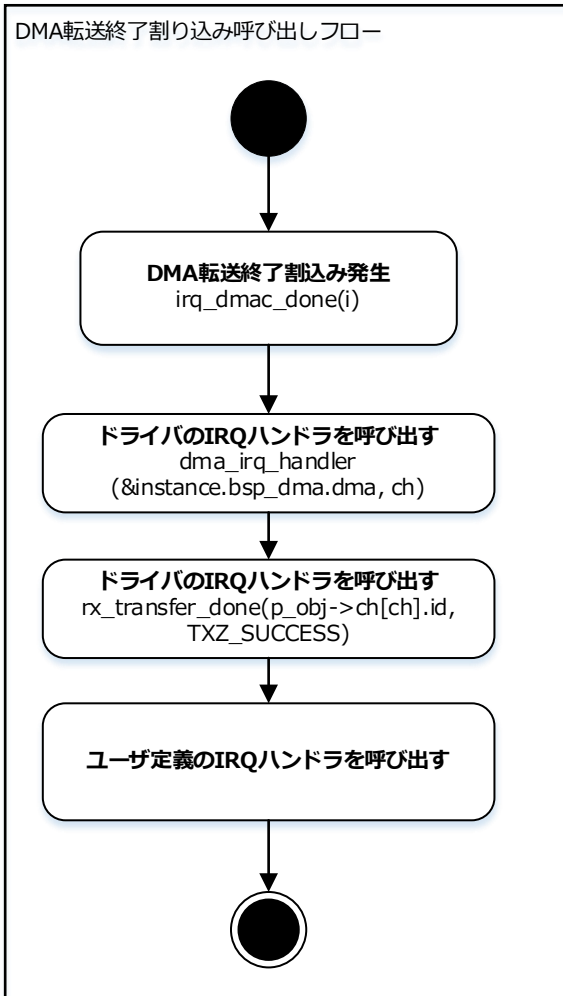 DMA転送終了割り込み呼び出しフロー
DMA転送終了割込み発生
irq_dmac_done(i)
ドライバのIRQハンドラを呼び出す
dma_irq_handler
(&instance.bsp_dma.dma, ch)
ドライバのIRQハンドラを呼び出す
rx_transfer_done(p_obj->ch[ch].id,
TXZ_SUCCESS)
ユーザ定義のIRQハンドラを呼び出す